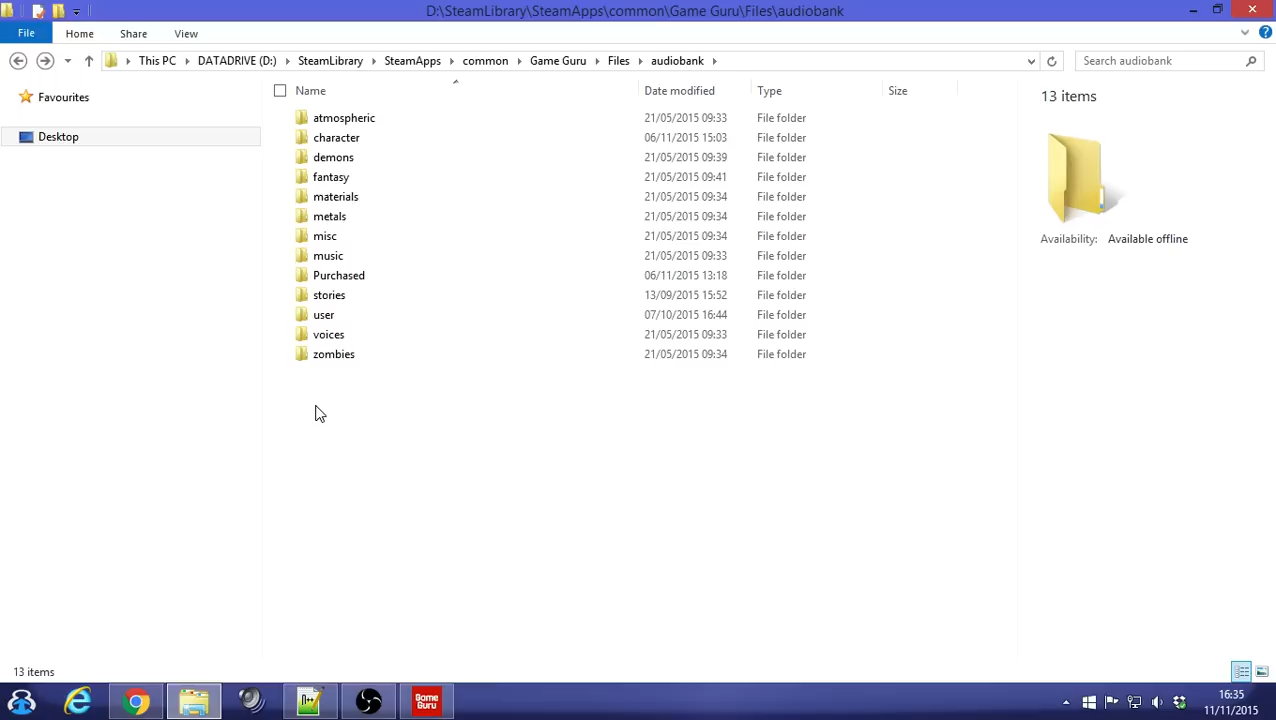 D:\SteamLibrary\SteamApps\common\Game Guru\Files\audiobank
File Home Share View
This PC DATADRIVE (D:) SteamLibrary SteamApps common Game Guru Files audiobank
Search audiobank
Favourites
Desktop
Name Date modified Type Size
atmospheric 21/05/2015 09:33 File folder
character 06/11/2015 15:03 File folder
demons 21/05/2015 09:39 File folder
fantasy 21/05/2015 09:41 File folder
materials 21/05/2015 09:34 File folder
metals 21/05/2015 09:34 File folder
misc 21/05/2015 09:34 File folder
music 21/05/2015 09:33 File folder
Purchased 06/11/2015 13:18 File folder
stories 13/09/2015 15:52 File folder
user 07/10/2015 16:44 File folder
voices 21/05/2015 09:33 File folder
zombies 21/05/2015 09:34 File folder
13 items
Availability: Available offline
13 items
GAME
GURU
16:35
11/11/2015